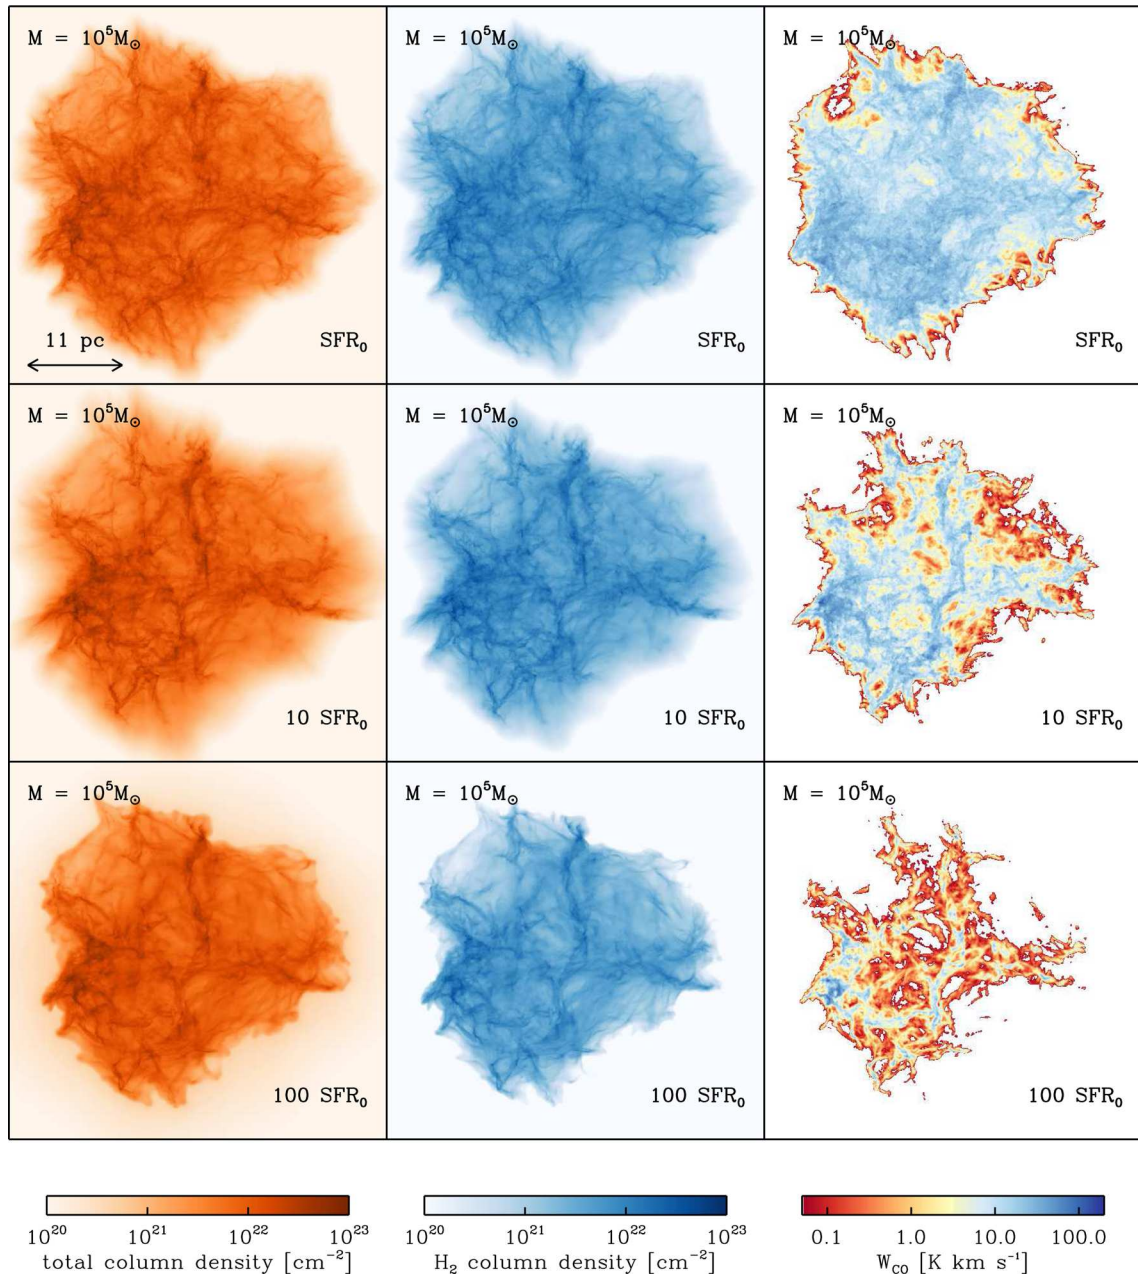 M = 10⁵M☉ M = 10⁵M☉ M = 10⁵M☉
11 pc
SFR₀ SFR₀ SFR₀
M = 10⁵M☉ M = 10⁵M☉ M = 10⁵M☉
10 SFR₀ 10 SFR₀ 10 SFR₀
M = 10⁵M☉ M = 10⁵M☉ M = 10⁵M☉
100 SFR₀ 100 SFR₀ 100 SFR₀
10²⁰ 10²¹ 10²² 10²³ 10²⁰ 10²¹ 10²² 10²³ 0.1 1.0 10.0 100.0
total column density [cm⁻²] H₂ column density [cm⁻²] W_CO [K km s⁻¹]